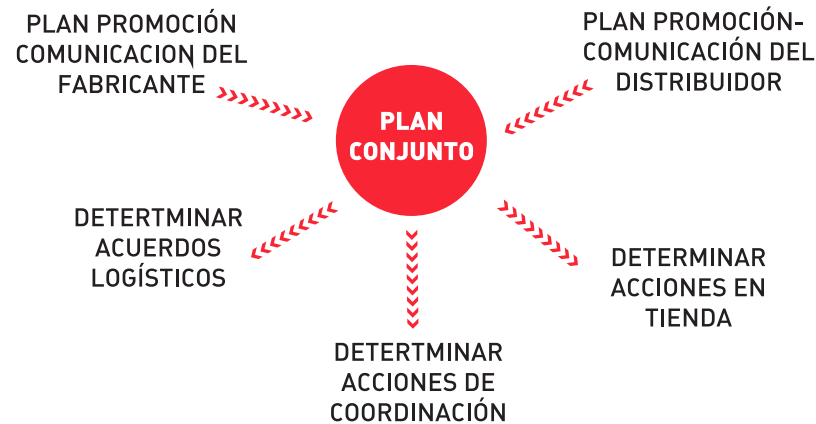 PLAN PROMOCIÓN
COMUNICACION DEL
FABRICANTE
PLAN PROMOCIÓN-
COMUNICACIÓN DEL
DISTRIBUIDOR
PLAN
CONJUNTO
DETERTMINAR
ACUERDOS
LOGÍSTICOS
DETERTMINAR
ACCIONES DE
COORDINACIÓN
DETERMINAR
ACCIONES EN
TIENDA